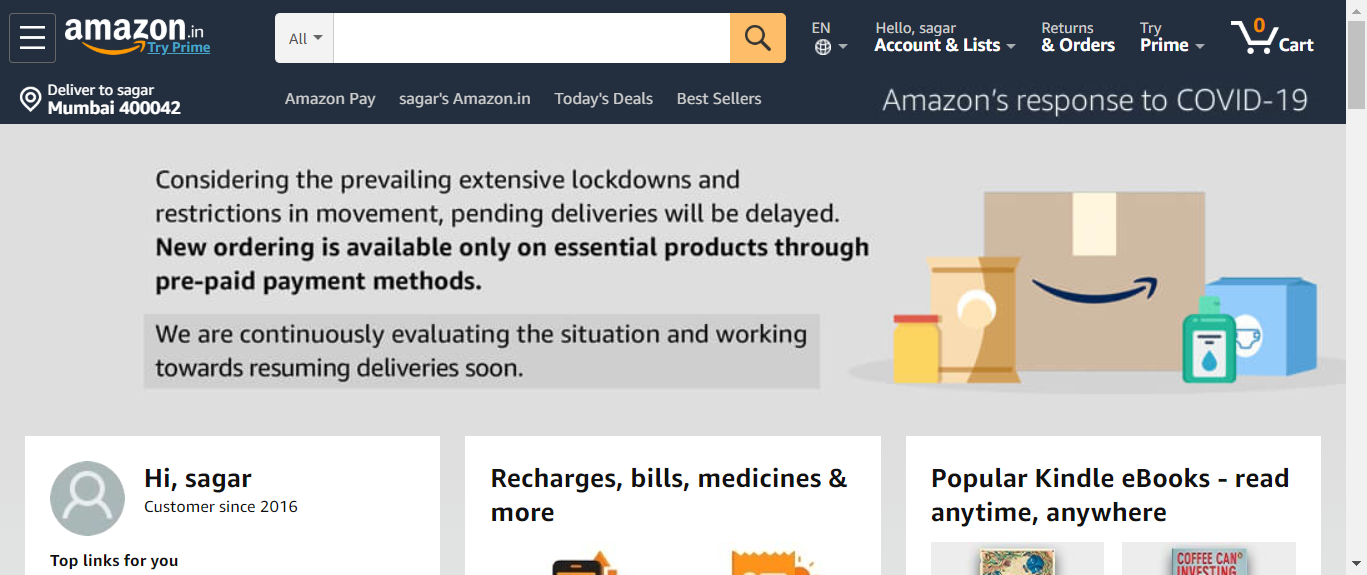 amazon.in
Try Prime
All
EN
Hello, sagar
Account & Lists
Returns
& Orders
Try
Prime
0
Cart
Deliver to sagar
Mumbai 400042
Amazon Pay
sagar's Amazon.in
Today's Deals
Best Sellers
Amazon's response to COVID-19
Considering the prevailing extensive lockdowns and
restrictions in movement, pending deliveries will be delayed.
New ordering is available only on essential products through
pre-paid payment methods.
We are continuously evaluating the situation and working
towards resuming deliveries soon.
Hi, sagar
Customer since 2016
Top links for you
Recharges, bills, medicines &
more
Popular Kindle eBooks - read
anytime, anywhere
COFFEE CAN
INVESTING